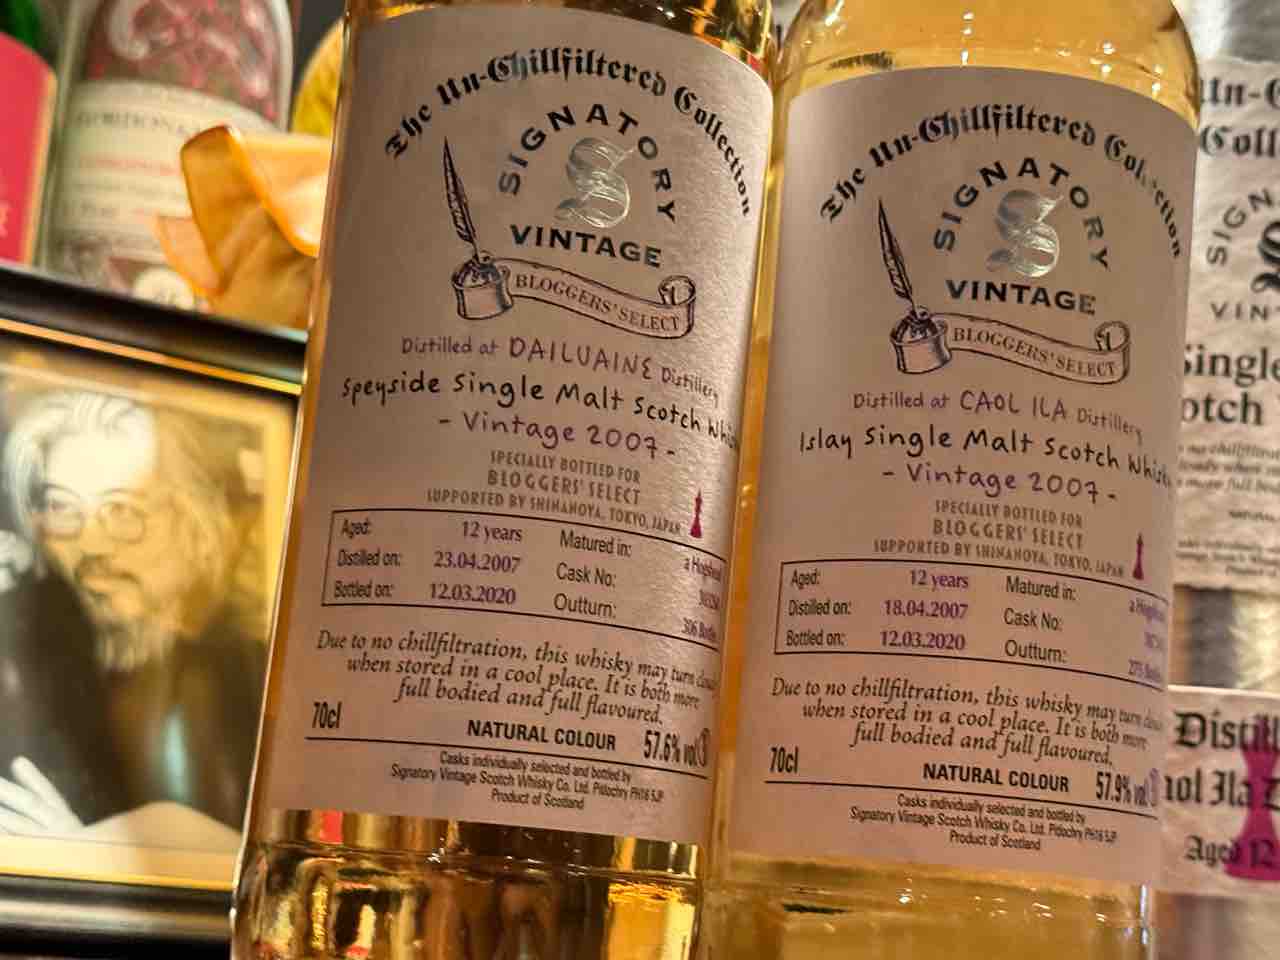 The Un-Chillfiltered Collection
SIGNATORY
S
VINTAGE
BLOGGERS' SELECT
Distilled at DAILUAINE Distillery
Speyside Single Malt Scotch
- Vintage 2007 -
SPECIALLY BOTTLED FOR
BLOGGERS' SELECT
SUPPORTED BY SHINANOYA, TOKYO, JAPAN
Aged: 12 years Matured in: a
Distilled on: 23.04.2007 Cask No:
Bottled on: 12.03.2020 Outturn: 306
Due to no chillfiltration, this whisky may turn
when stored in a cool place. It is both more
full bodied and full flavoured.
70cl NATURAL COLOUR 57.6% vol
Casks individually selected and bottled by
Signatory Vintage Scotch Whisky Co. Ltd. Pitlochry PH16 5JP
Product of Scotland
The Un-Chillfiltered Collection
SIGNATORY
S
VINTAGE
BLOGGERS' SELECT
Distilled at CAOL ILA Distillery
Islay Single Malt Scotch
- Vintage 2007 -
SPECIALLY BOTTLED FOR
BLOGGERS' SELECT
SUPPORTED BY SHINANOYA, TOKYO, JAPAN
Aged: 12 years Matured in: a
Distilled on: 18.04.2007 Cask No:
Bottled on: 12.03.2020 Outturn:
Due to no chillfiltration, this whisky may turn
when stored in a cool place. It is both more
full bodied and full flavoured.
70cl NATURAL COLOUR 57.9% vol
Casks individually selected and bottled by
Signatory Vintage Scotch Whisky Co. Ltd. Pitlochry PH16 5JP
Product of Scotland
Aged 12